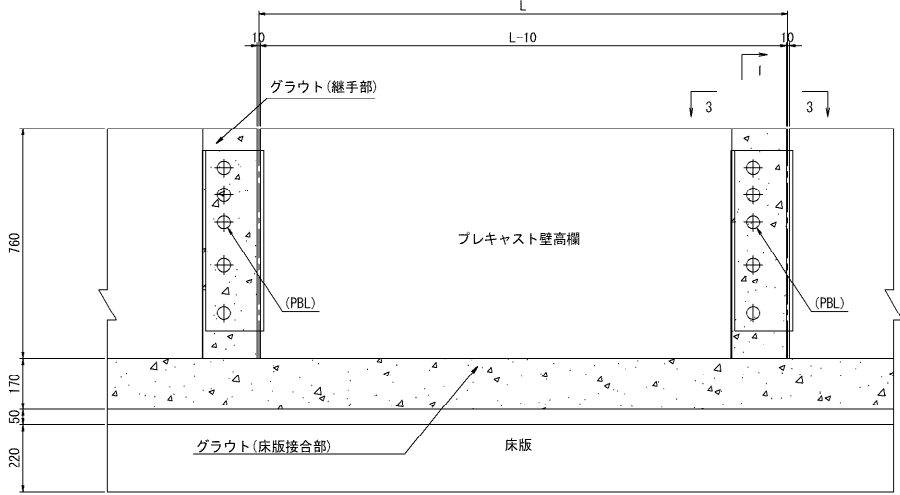 L
10
L-10
10
1
グラウト(継手部)
3
3
760
プレキャスト壁高欄
(PBL)
(PBL)
170
50
グラウト(床版接合部)
床版
220